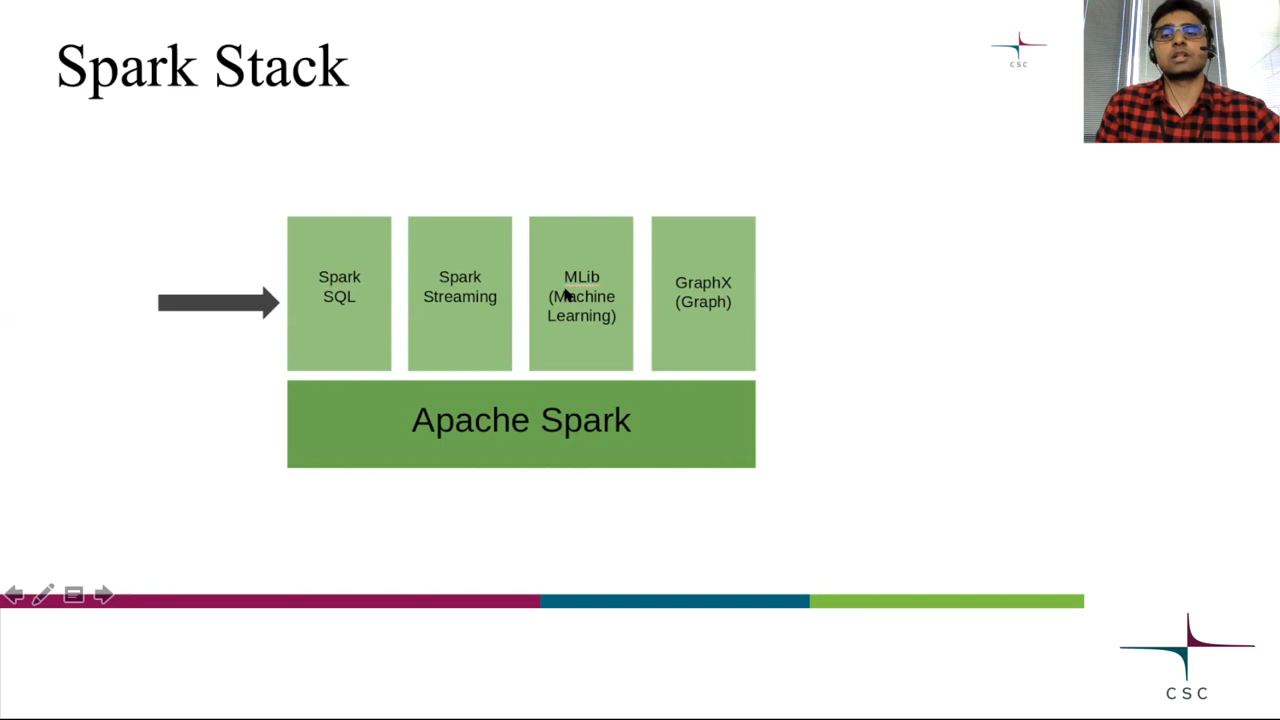 Spark Stack
CSC
Spark
SQL
Spark
Streaming
MLib
(Machine
Learning)
GraphX
(Graph)
Apache Spark
CSC